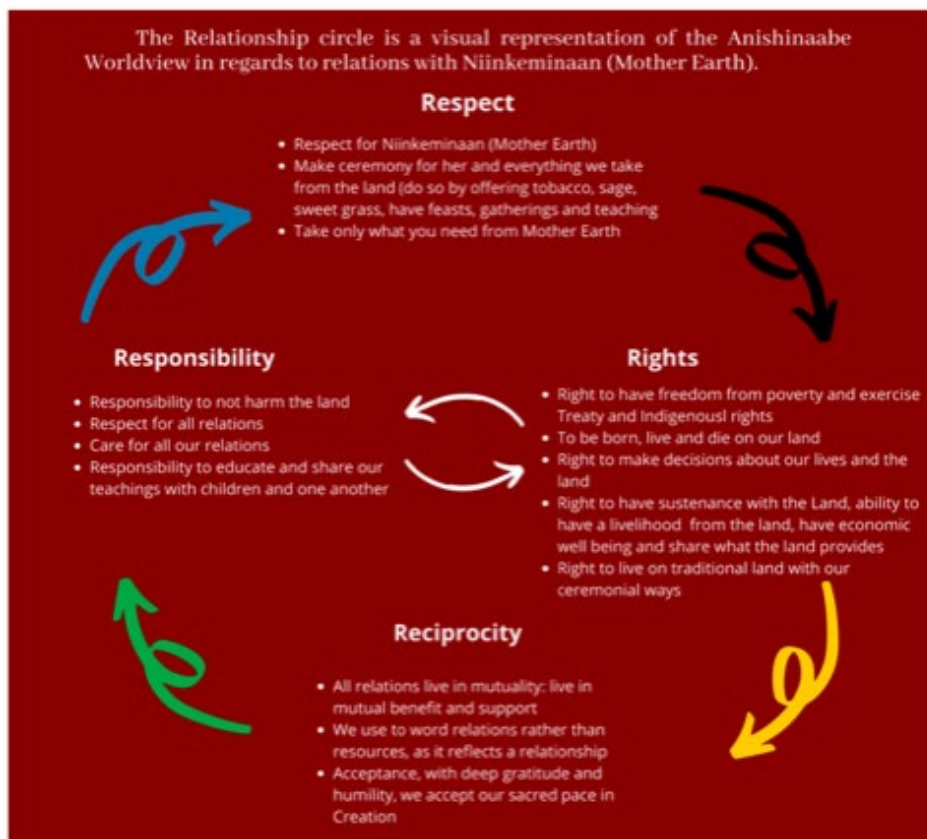 The Relationship circle is a visual representation of the Anishinaabe
Worldview in regards to relations with Niinkeminaan (Mother Earth).
Respect
• Respect for Niinkeminaan (Mother Earth)
• Make ceremony for her and everything we take
from the land (do so by offering tobacco, sage,
sweet grass, have feasts, gatherings and teaching
• Take only what you need from Mother Earth
Responsibility
• Responsibility to not harm the land
• Respect for all relations
• Care for all our relations
• Responsibility to educate and share our
teachings with children and one another
Rights
• Right to have freedom from poverty and exercise
Treaty and Indigenousl rights
• To be born, live and die on our land
• Right to make decisions about our lives and the
land
• Right to have sustenance with the Land, ability to
have a livelihood from the land, have economic
well being and share what the land provides
• Right to live on traditional land with our
ceremonial ways
Reciprocity
• All relations live in mutuality: live in
mutual benefit and support
• We use to word relations rather than
resources, as it reflects a relationship
• Acceptance, with deep gratitude and
humility, we accept our sacred pace in
Creation